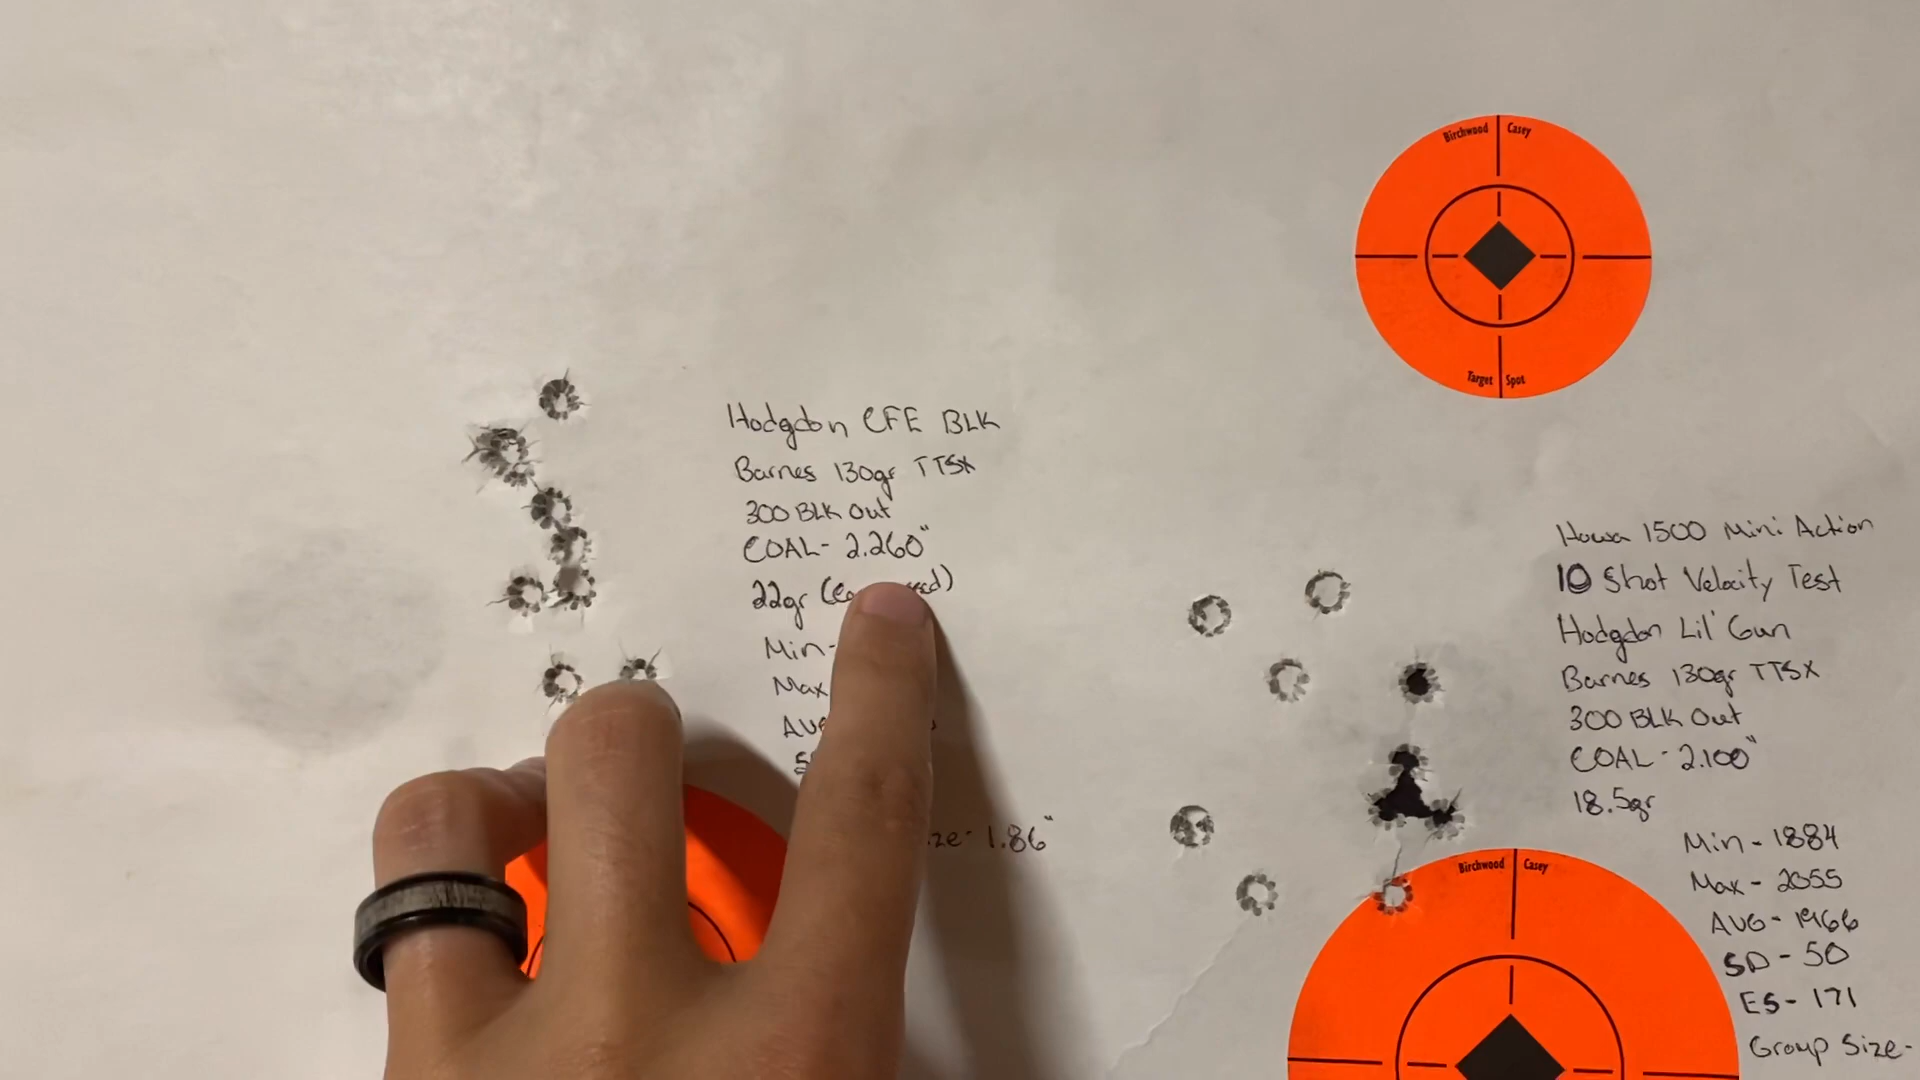 Birchwood Casey
Target Spot
Hodgdon CFE BLK
Barnes 130gr TTSX
300 BLK Out
COAL- 2.260"
22gr
Min-
Max
1.86"
Howa 1500 Mini Action
10 Shot Velocity Test
Hodgdon Lil' Gun
Barnes 130gr TTSX
300 BLK Out
COAL - 2.100"
18.5gr
Min - 1884
Max - 2055
AVG - 1966
SD - 50
ES - 171
Group Size -
Birchwood Casey